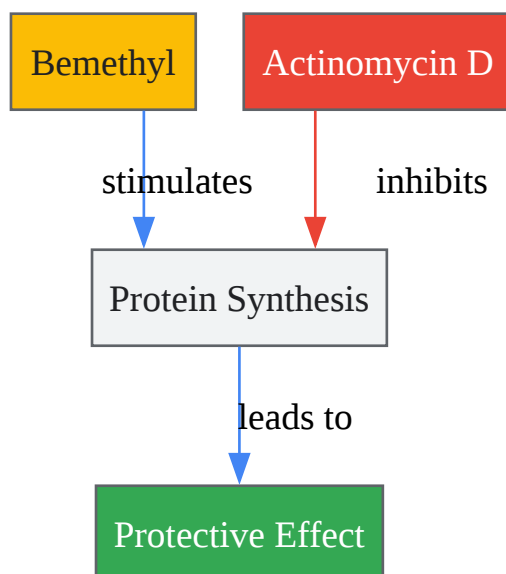 Bemethyl
Actinomycin D
stimulates
inhibits
Protein Synthesis
leads to
Protective Effect